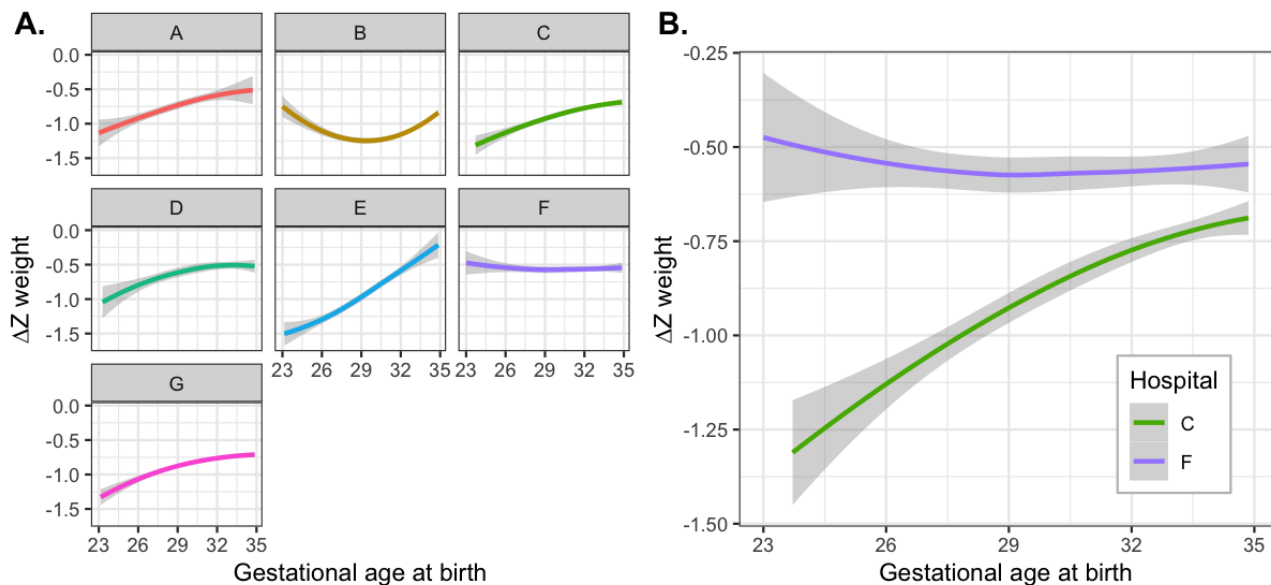 A.
A
B
C
0.0
-0.5
-1.0
-1.5
D
E
F
0.0
-0.5
-1.0
-1.5
23 26 29 32 35 23 26 29 32 35
G
0.0
-0.5
-1.0
-1.5
23 26 29 32 35
ΔZ weight
Gestational age at birth
B.
-0.25
-0.50
-0.75
-1.00
-1.25
-1.50
23 26 29 32 35
ΔZ weight
Gestational age at birth
Hospital
C
F